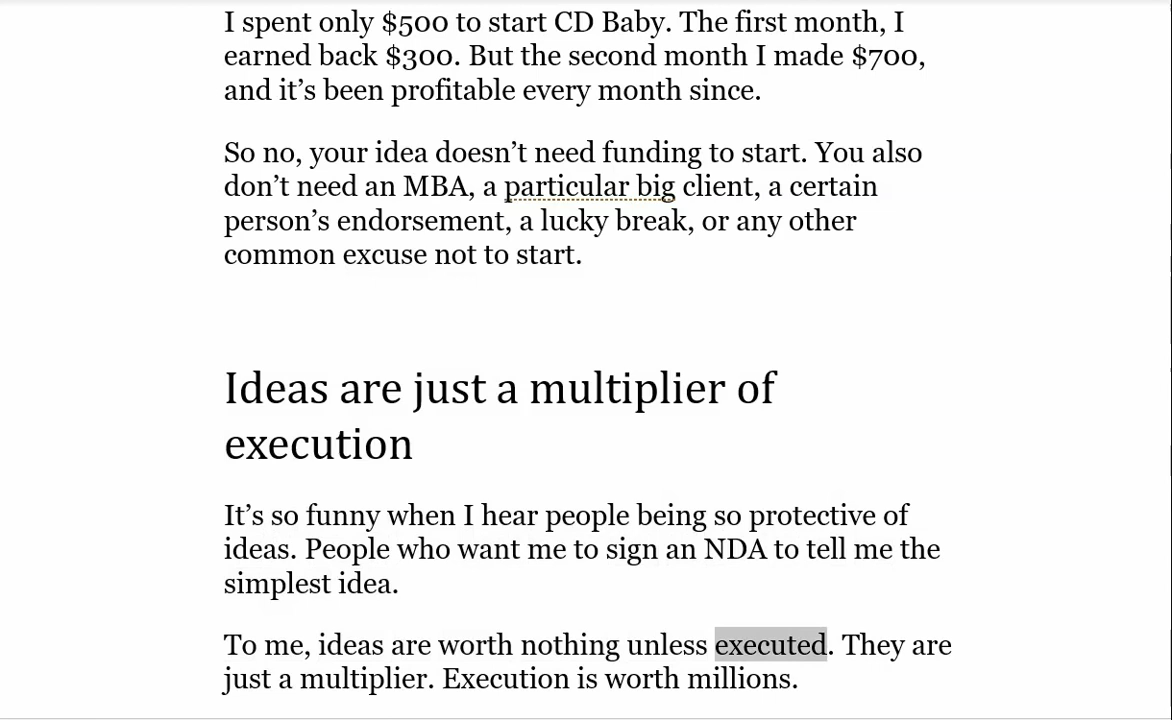 I spent only $500 to start CD Baby. The first month, I
earned back $300. But the second month I made $700,
and it’s been profitable every month since.
So no, your idea doesn’t need funding to start. You also
don’t need an MBA, a particular big client, a certain
person’s endorsement, a lucky break, or any other
common excuse not to start.
Ideas are just a multiplier of
execution
It’s so funny when I hear people being so protective of
ideas. People who want me to sign an NDA to tell me the
simplest idea.
To me, ideas are worth nothing unless executed. They are
just a multiplier. Execution is worth millions.